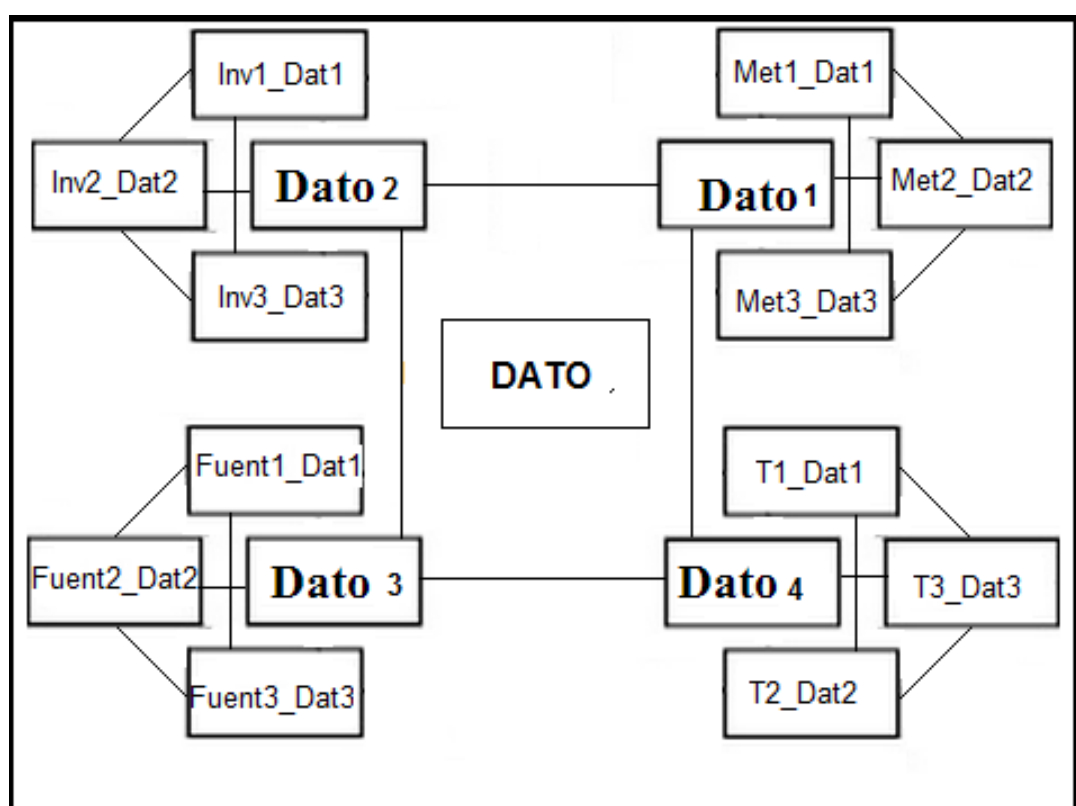 Inv1_Dat1
Met1_Dat1
Inv2_Dat2
Dato 2
Dato 1
Met2_Dat2
Inv3_Dat3
Met3_Dat3
DATO
Fuent1_Dat1
T1_Dat1
Fuent2_Dat2
Dato 3
Dato 4
T3_Dat3
Fuent3_Dat3
T2_Dat2